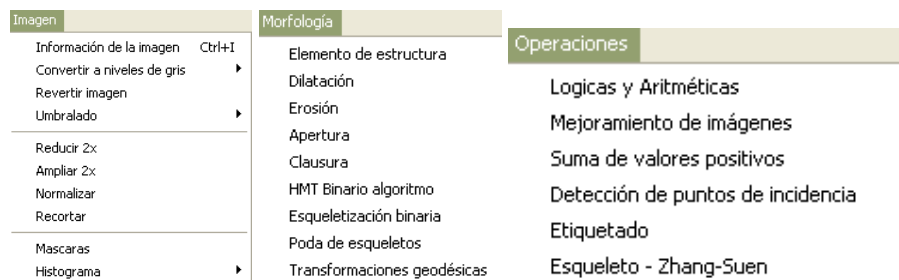 Imagen
Información de la imagen Ctrl+I
Convertir a niveles de gris
Revertir imagen
Umbralado
Reducir 2x
Ampliar 2x
Normalizar
Recortar
Mascaras
Histograma
Morfología
Elemento de estructura
Dilatación
Erosión
Apertura
Clausura
HMT Binario algoritmo
Esqueletización binaria
Poda de esqueletos
Transformaciones geodésicas
Operaciones
Logicas y Aritméticas
Mejoramiento de imágenes
Suma de valores positivos
Detección de puntos de incidencia
Etiquetado
Esqueleto - Zhang-Suen